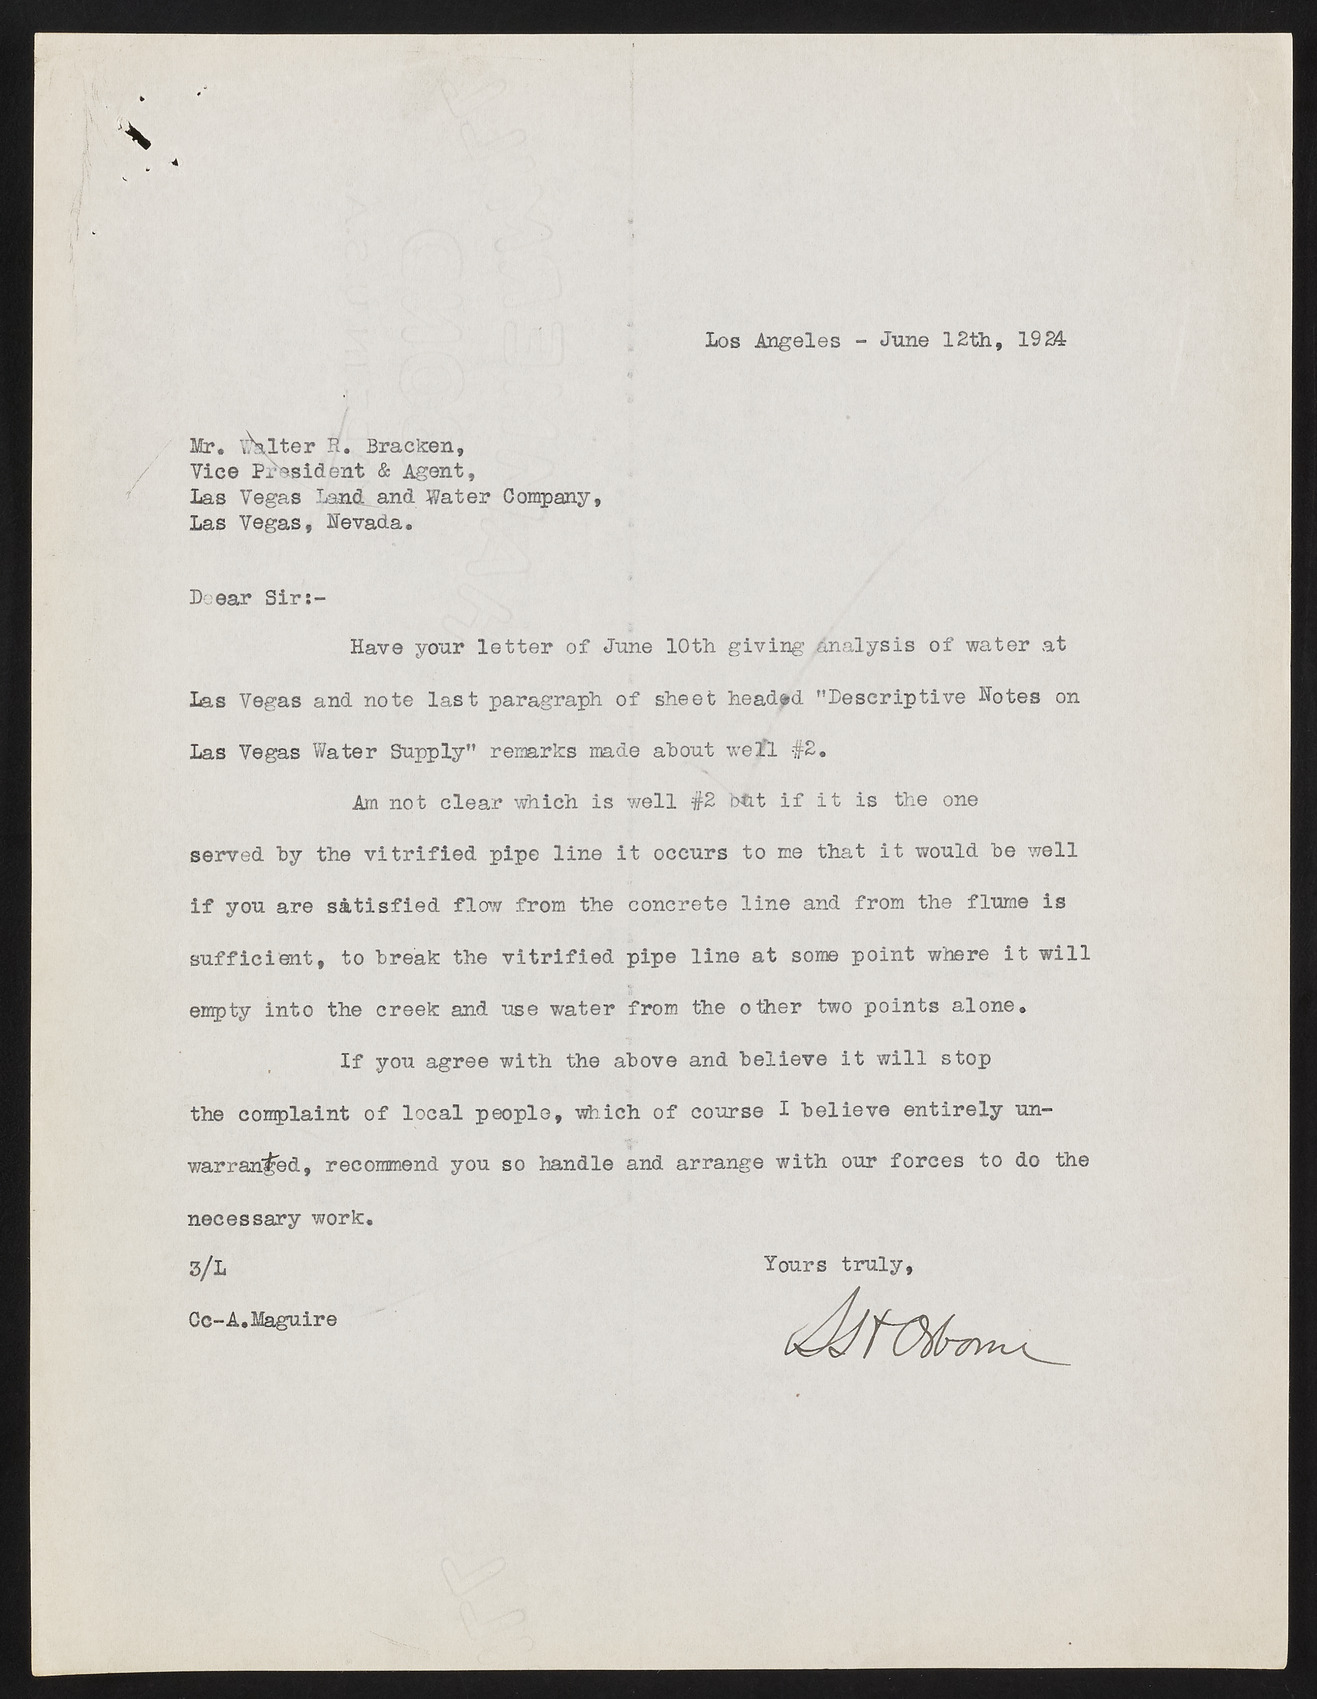 Los Angeles - June 12th, 1924
Mr. Walter R. Bracken,
Vice President & Agent,
Las Vegas Land and Water Company,
Las Vegas, Nevada.
Deear Sir:-
Have your letter of June 10th giving analysis of water at
Las Vegas and note last paragraph of sheet headed "Descriptive Notes on
Las Vegas Water Supply" remarks made about well #2.
Am not clear which is well #2 but if it is the one
served by the vitrified pipe line it occurs to me that it would be well
if you are satisfied flow from the concrete line and from the flume is
sufficient, to break the vitrified pipe line at some point where it will
empty into the creek and use water from the other two points alone.
If you agree with the above and believe it will stop
the complaint of local people, which of course I believe entirely un-
warranted, recommend you so handle and arrange with our forces to do the
necessary work.
3/L
Yours truly,
Cc-A.Maguire
Osborne